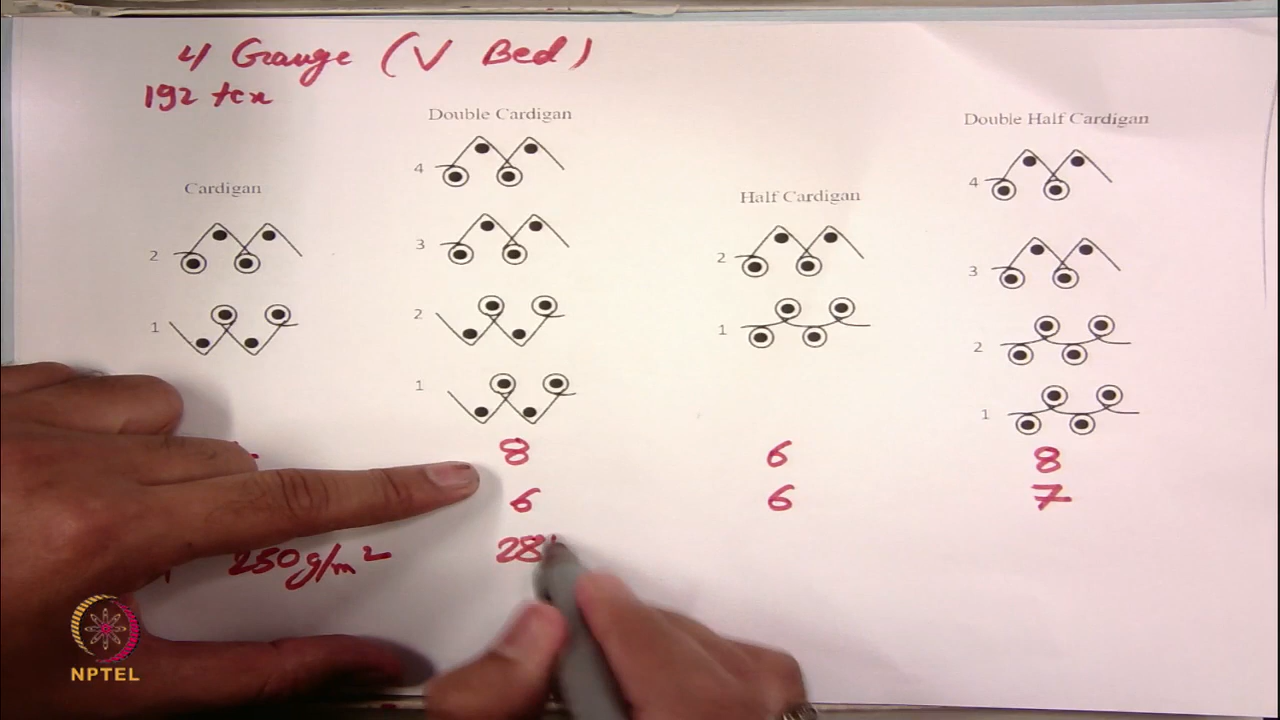 4 Gauge (V Bed)
192 tex
Double Cardigan
Double Half Cardigan
Cardigan
Half Cardigan
4
4
2
3
2
3
1
2
1
2
1
1
8
6
8
6
6
7
250 g/m2
28
NPTEL